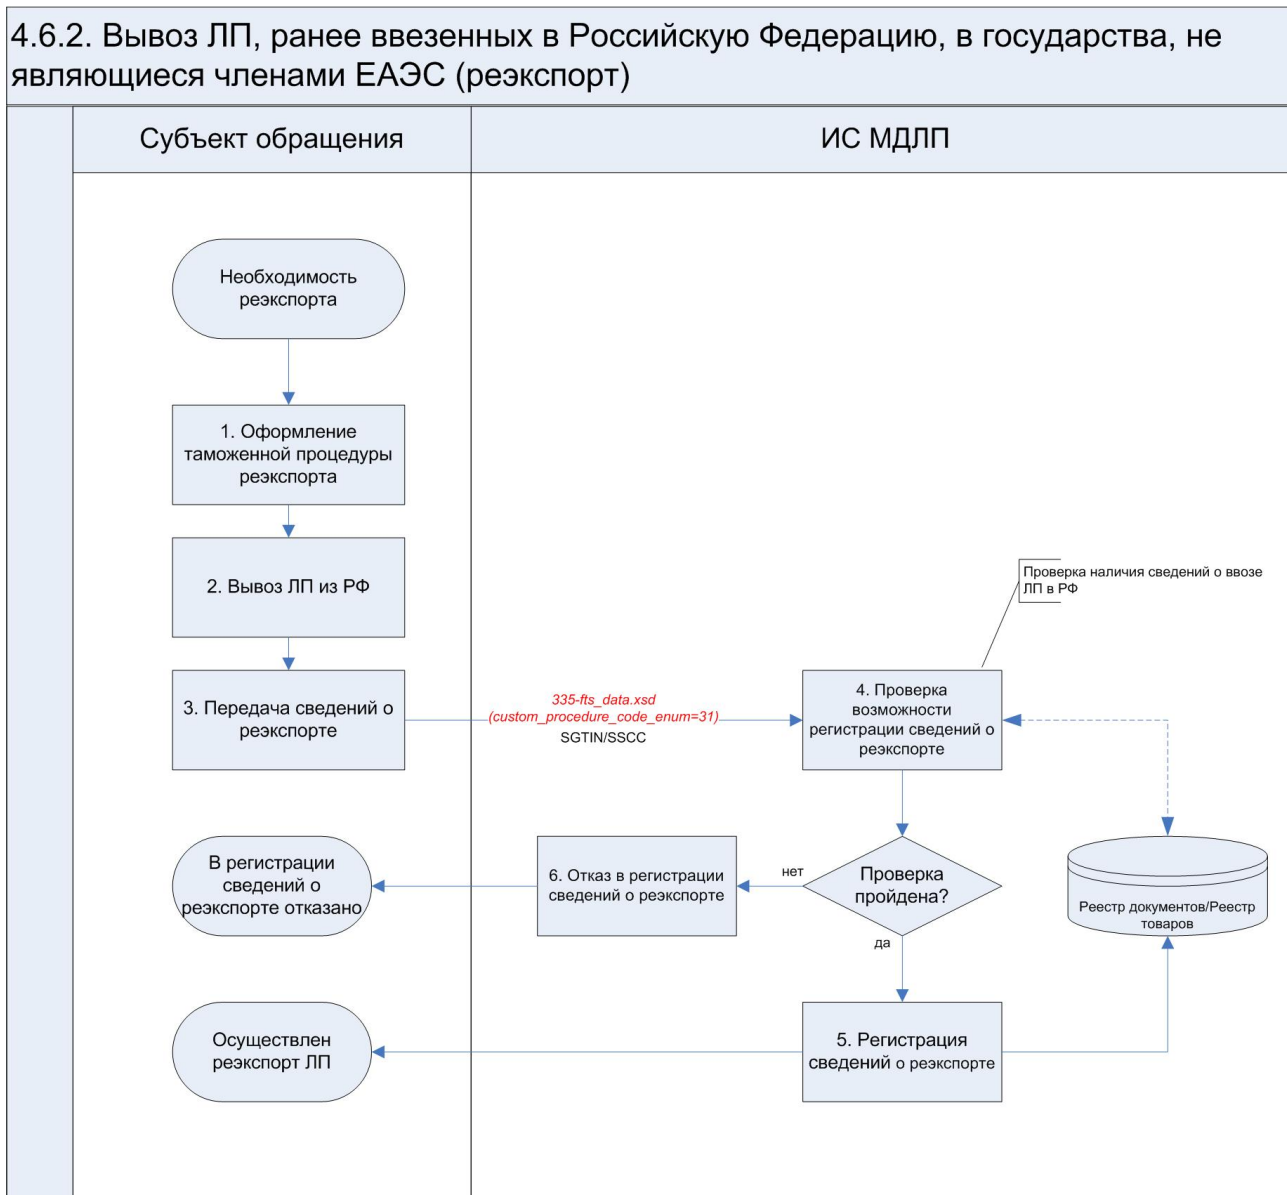 4.6.2. Вывоз ЛП, ранее ввезенных в Российскую Федерацию, в государства, не
являющиеся членами ЕАЭС (реэкспорт)
Субъект обращения
ИС МДЛП
Необходимость
реэкспорта
1. Оформление
таможенной процедуры
реэкспорта
2. Вывоз ЛП из РФ
Проверка наличия сведений о ввозе
ЛП в РФ
3. Передача сведений о
реэкспорте
335-fts_data.xsd
(custom_procedure_code_enum=31)
SGTIN/SSCC
4. Проверка
возможности
регистрации сведений о
реэкспорте
В регистрации
сведений о
реэкспорте отказано
6. Отказ в регистрации
сведений о реэкспорте
нет
Проверка
пройдена?
да
Реестр документов/Реестр
товаров
Осуществлен
реэкспорт ЛП
5. Регистрация
сведений о реэкспорте